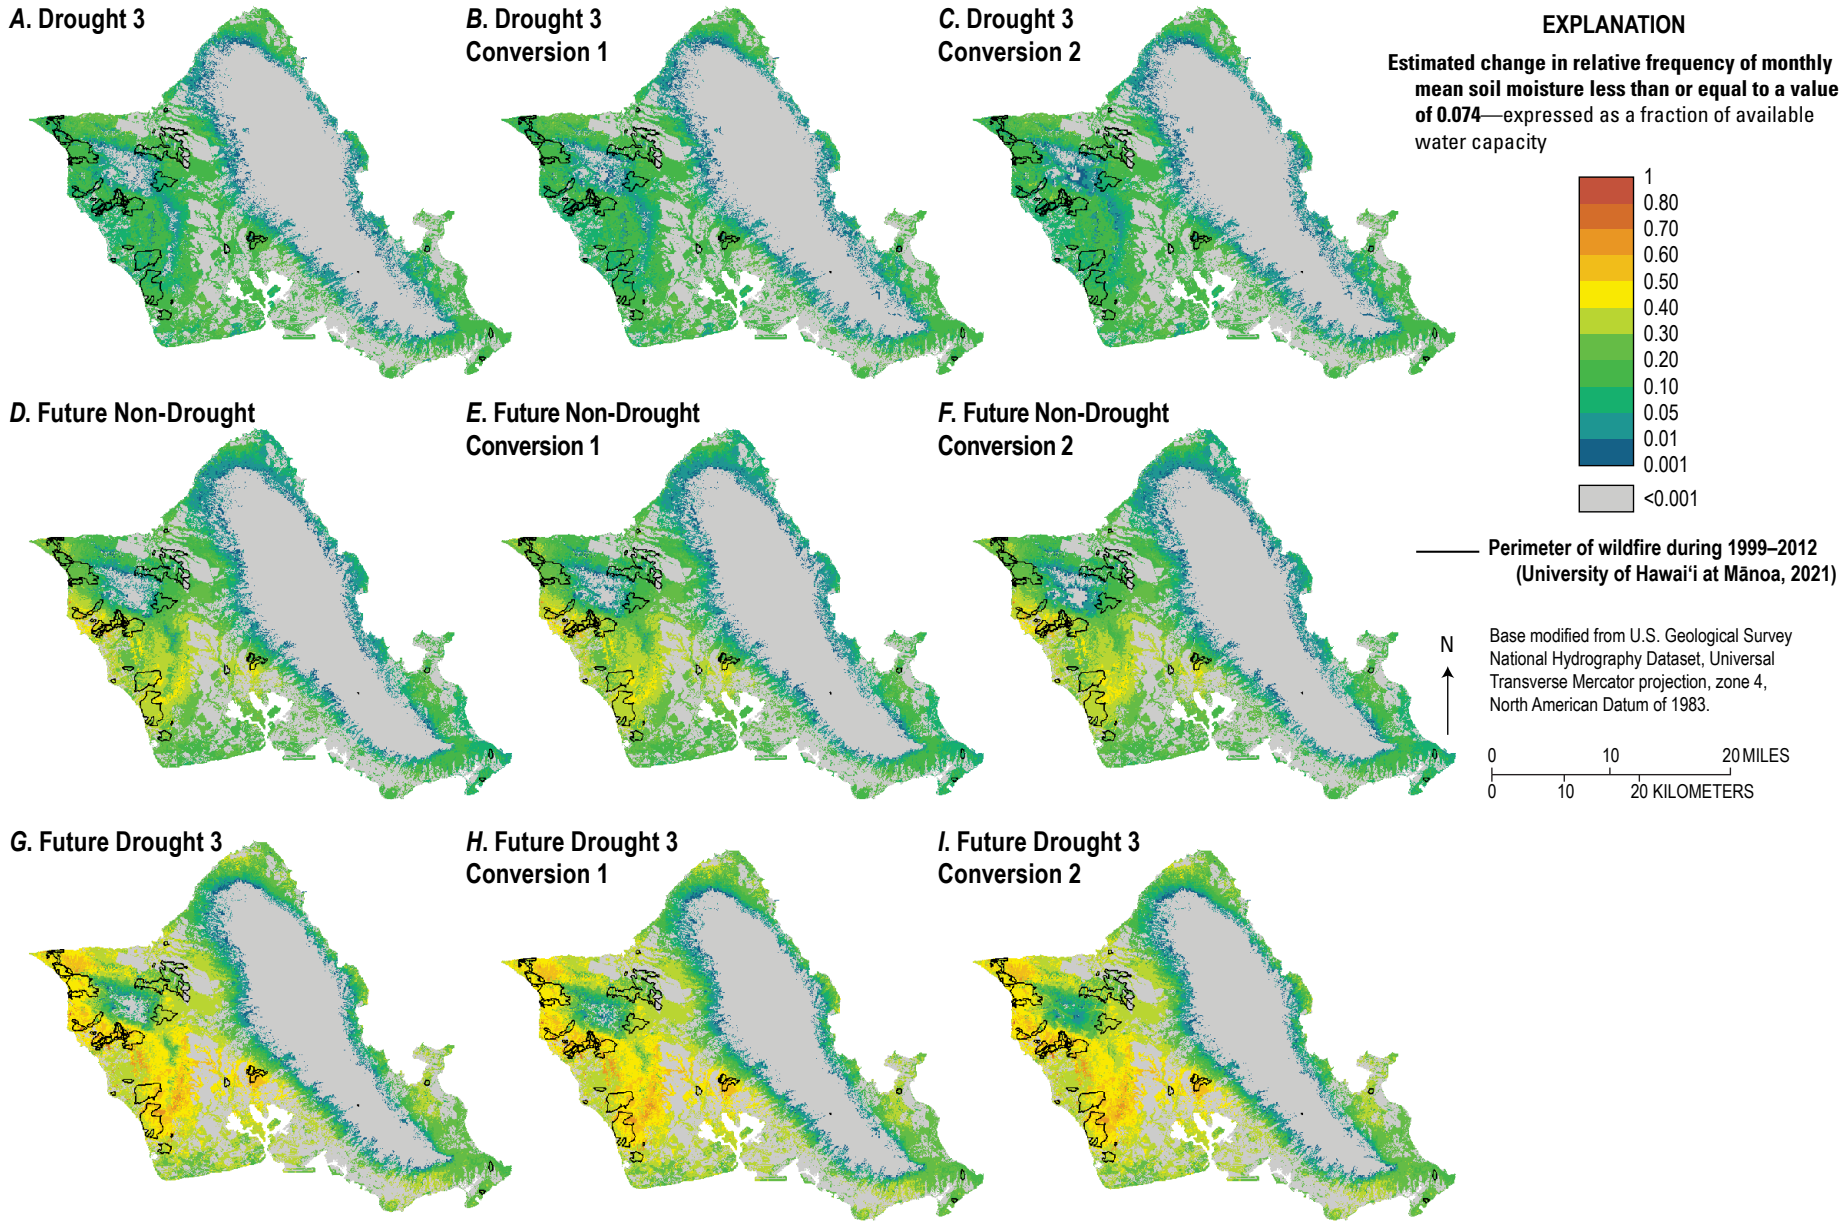 A. Drought 3
B. Drought 3
Conversion 1
C. Drought 3
Conversion 2
D. Future Non-Drought
E. Future Non-Drought
Conversion 1
F. Future Non-Drought
Conversion 2
G. Future Drought 3
H. Future Drought 3
Conversion 1
I. Future Drought 3
Conversion 2
EXPLANATION
Estimated change in relative frequency of monthly
mean soil moisture less than or equal to a value
of 0.074—expressed as a fraction of available
water capacity
1
0.80
0.70
0.60
0.50
0.40
0.30
0.20
0.10
0.05
0.01
0.001
<0.001
Perimeter of wildfire during 1999–2012
(University of Hawaiʻi at Mānoa, 2021)
N
Base modified from U.S. Geological Survey
National Hydrography Dataset, Universal
Transverse Mercator projection, zone 4,
North American Datum of 1983.
0 10 20 MILES
0 10 20 KILOMETERS